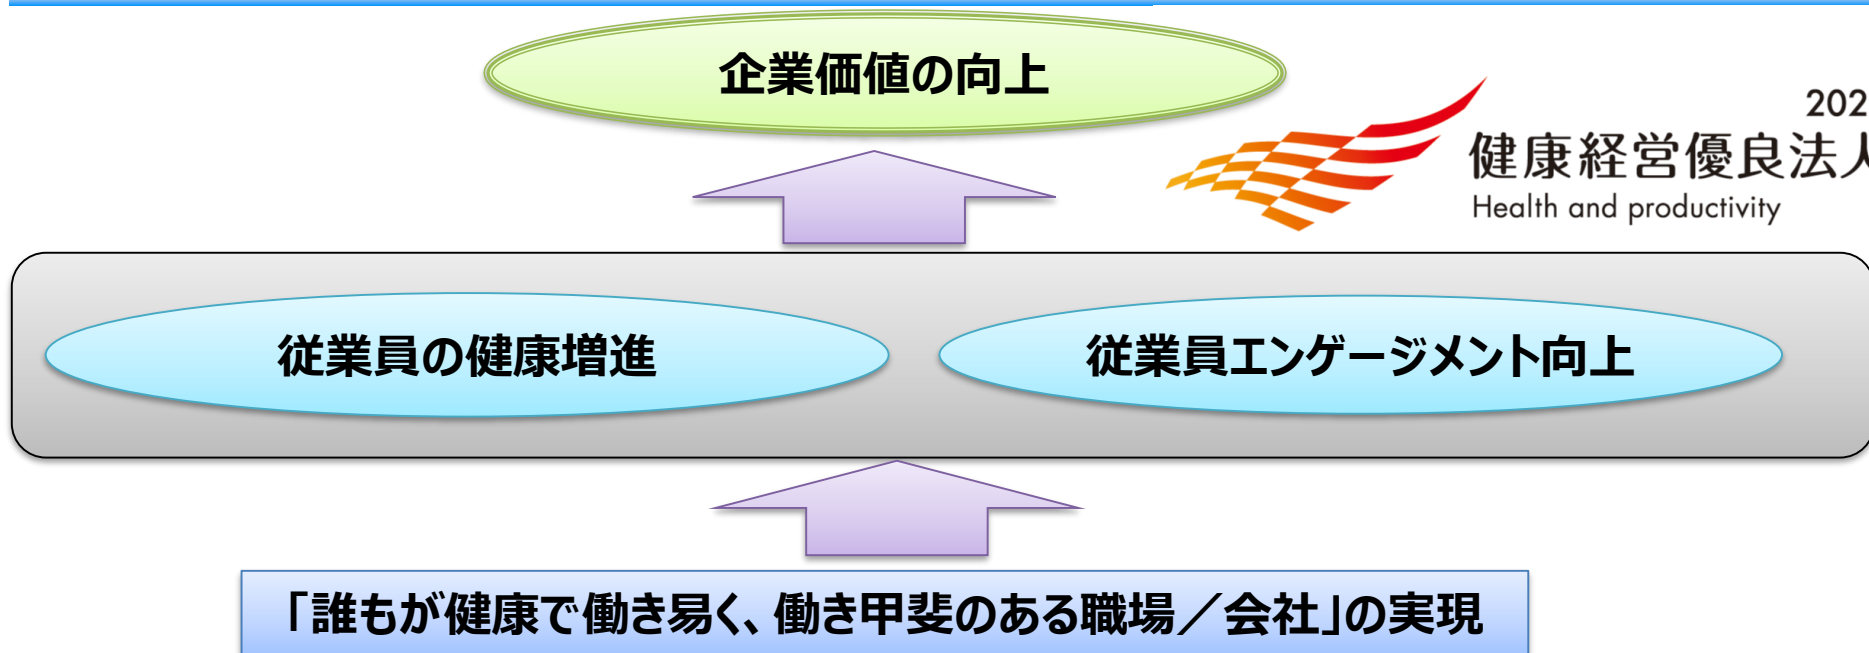 企業価値の向上
202
健康経営優良法人
Health and productivity
従業員の健康増進
従業員エンゲージメント向上
「誰もが健康で働き易く、働き甲斐のある職場／会社」の実現